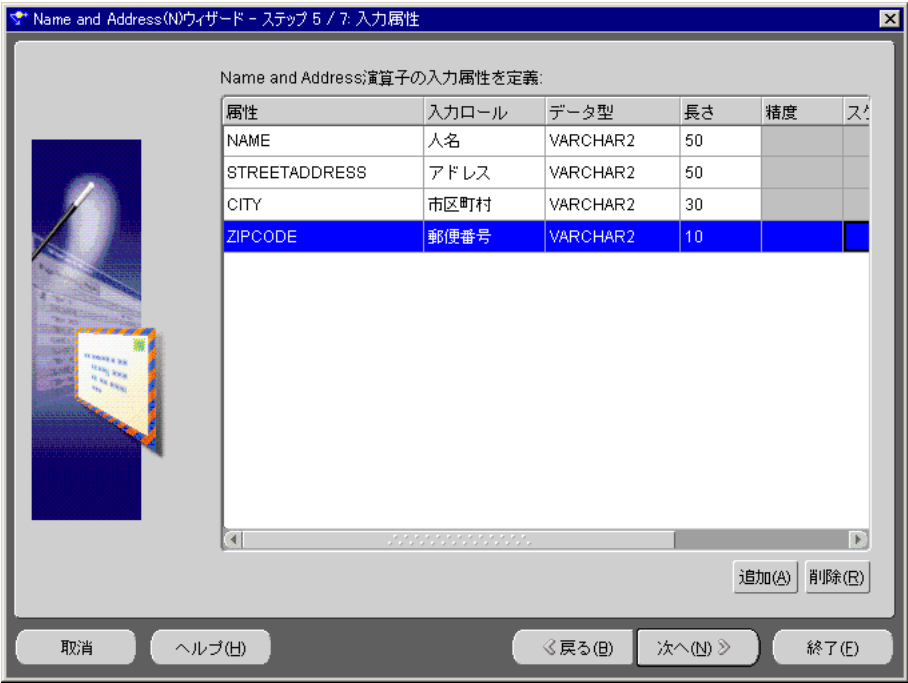 Name and Address(N)ウィザード - ステップ 5 / 7: 入力属性
Name and Address演算子の入力属性を定義:
属性 入力ロール データ型 長さ 精度
NAME 人名 VARCHAR2 50
STREETADDRESS アドレス VARCHAR2 50
CITY 市区町村 VARCHAR2 30
ZIPCODE 郵便番号 VARCHAR2 10
追加(A) 削除(R)
取消 ヘルプ(H) 戻る(B) 次へ(N) 終了(F)